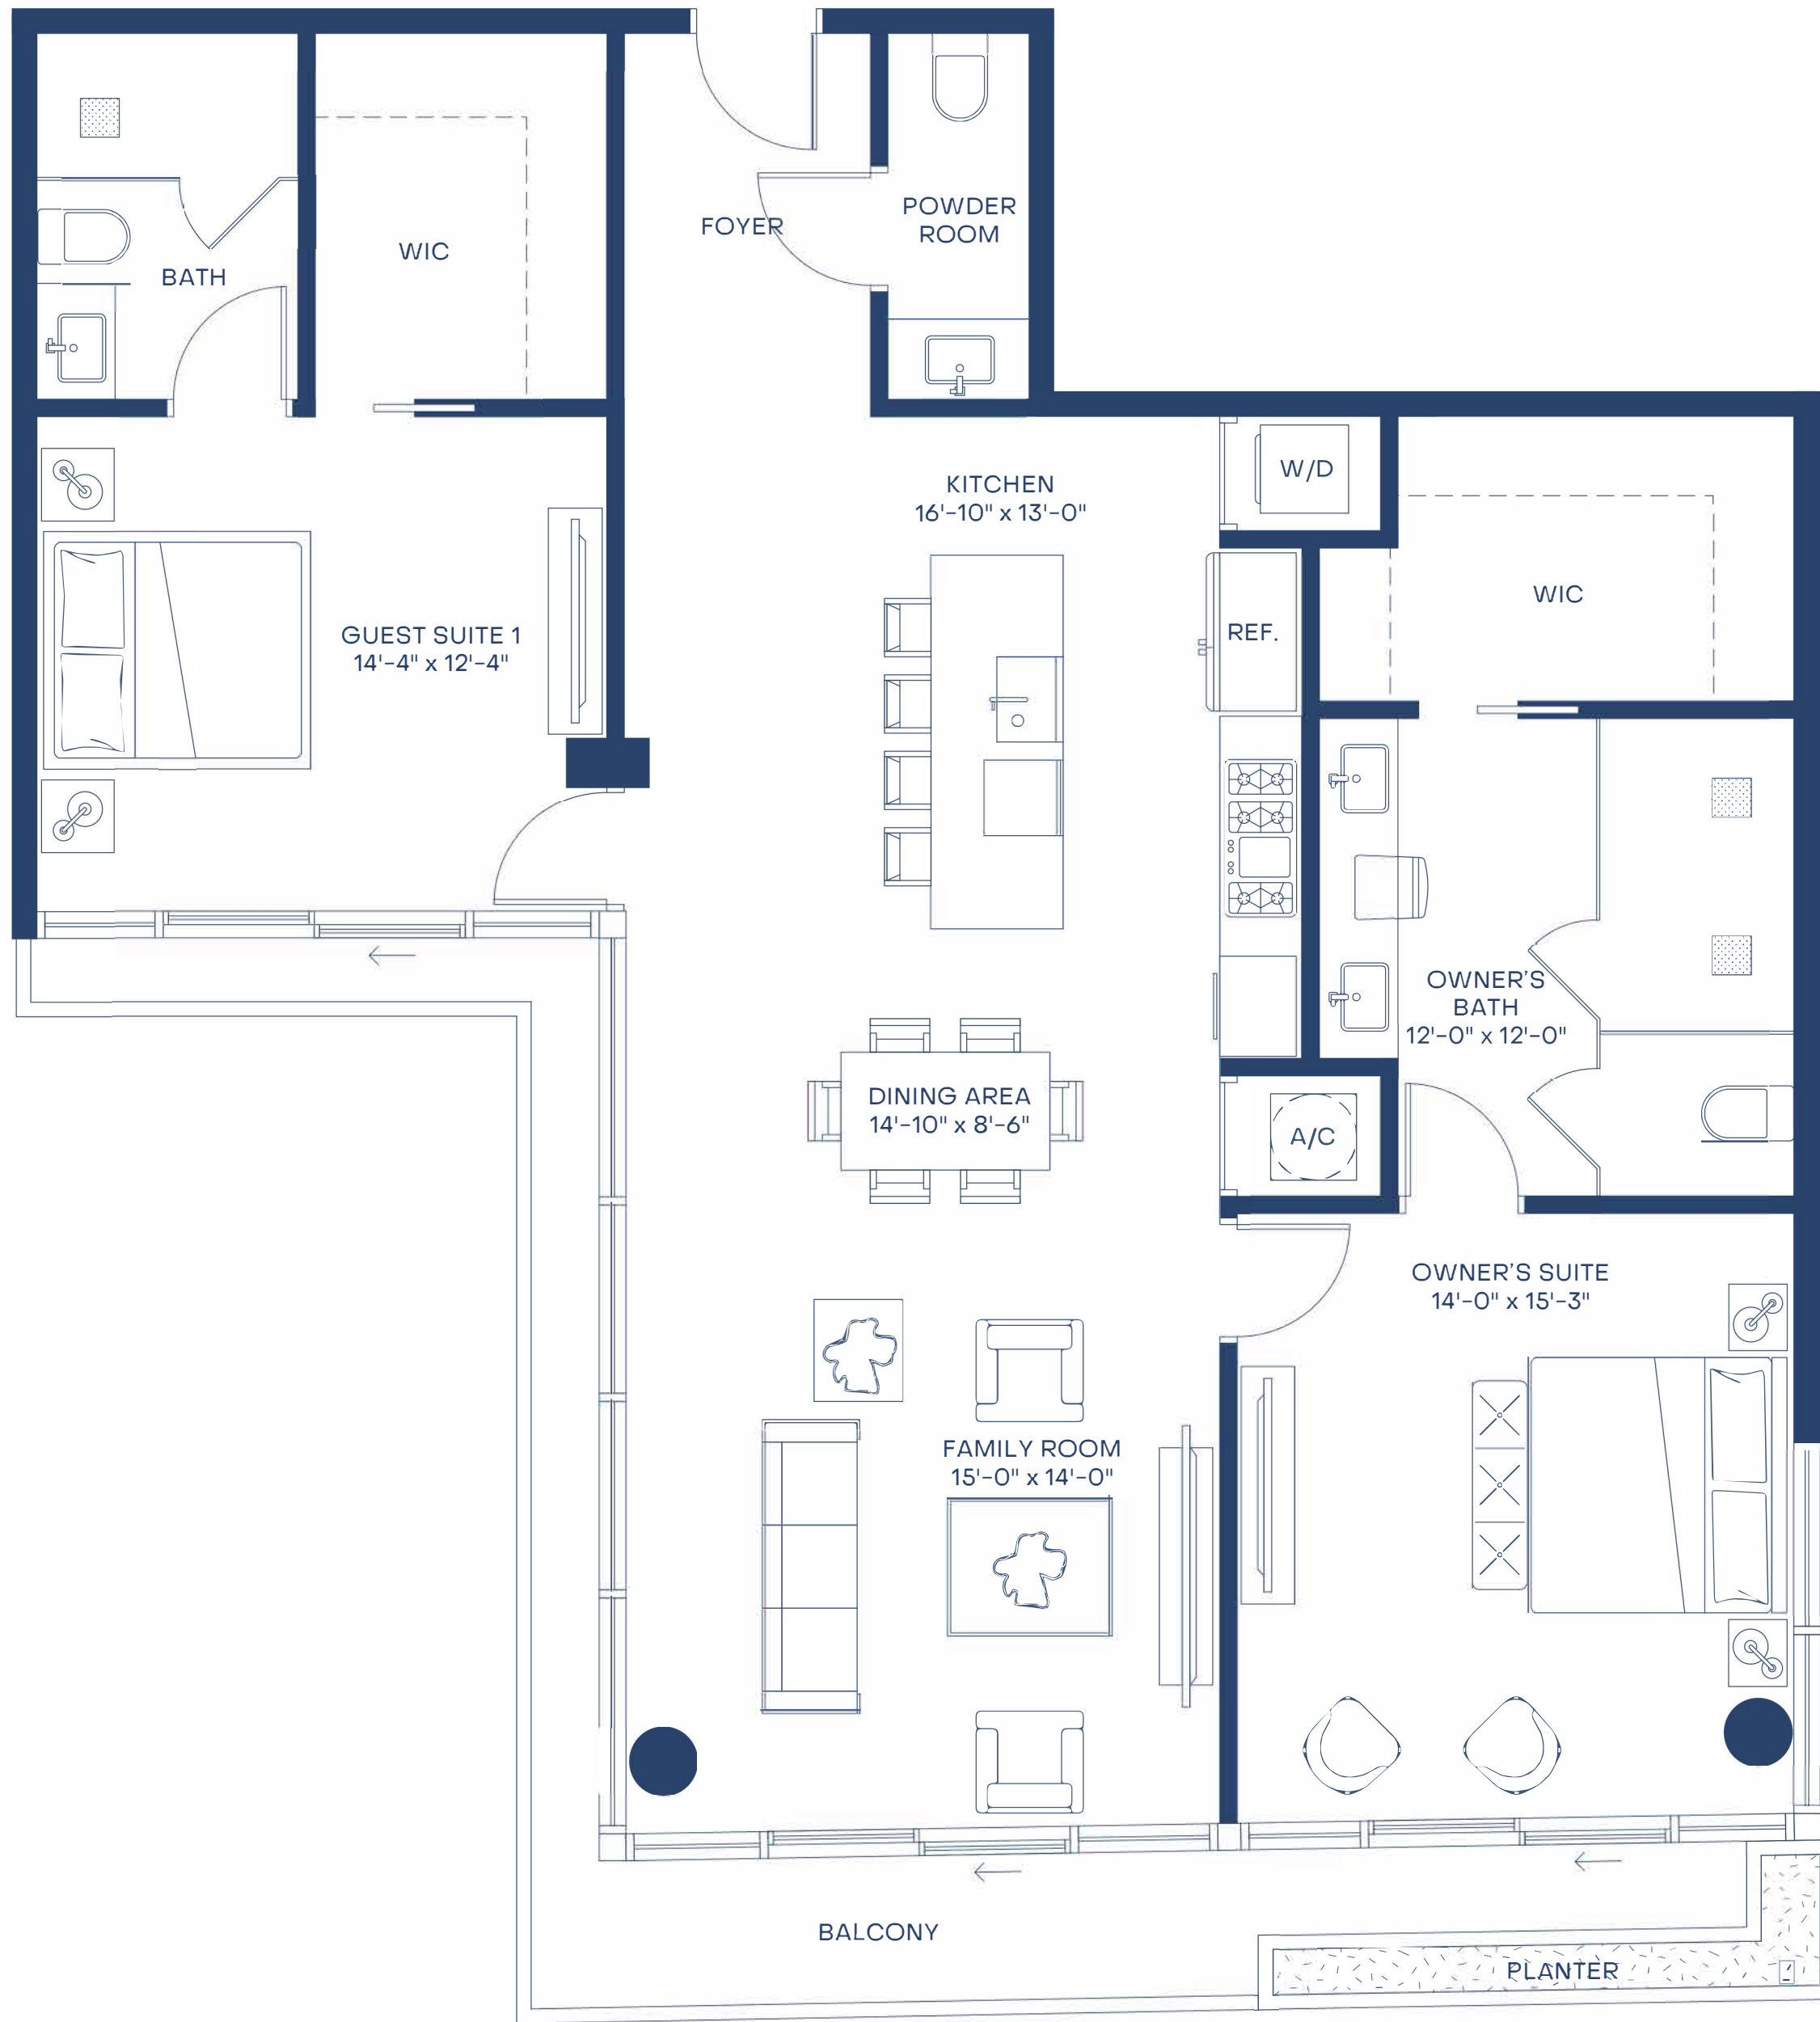 POWDER
ROOM
FOYER
WIC
BATH
W/D
KITCHEN
16'-10" x 13'-0"
WIC
REF.
GUEST SUITE 1
14'-4" x 12'-4"
OWNER'S
BATH
12'-0" x 12'-0"
DINING AREA
14'-10" x 8'-6"
A/C
OWNER'S SUITE
14'-0" x 15'-3"
FAMILY ROOM
15'-0" x 14'-0"
BALCONY
PLANTER